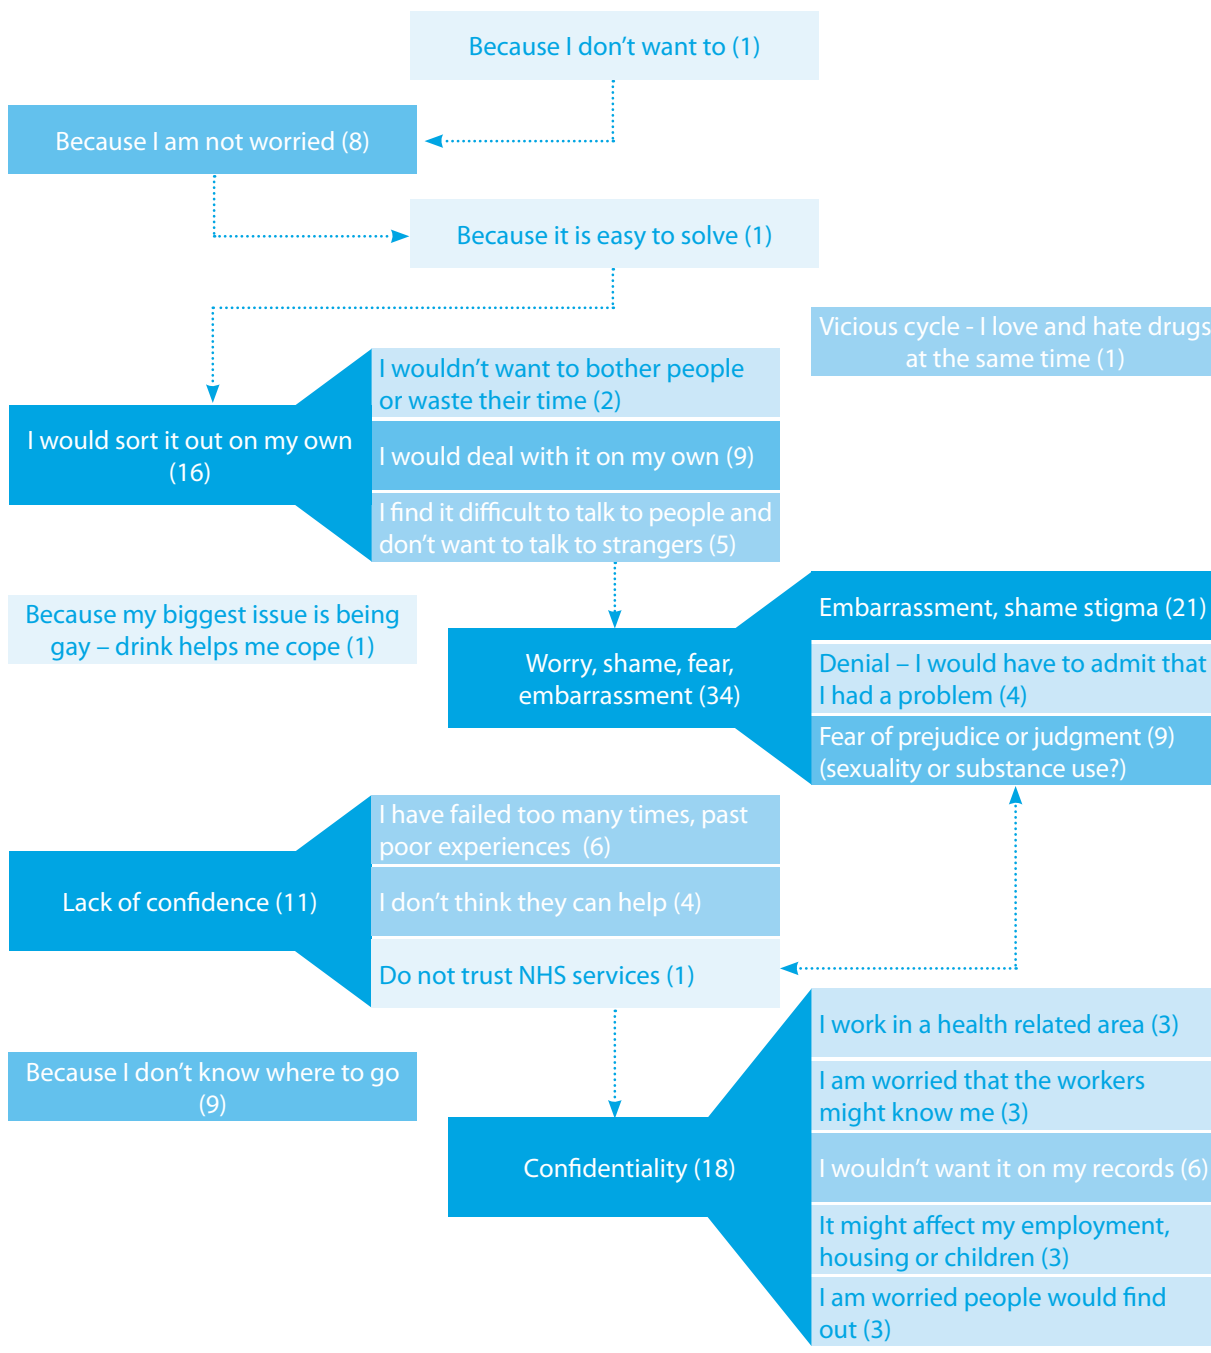 Because I don't want to (1)
Because I am not worried (8)
Because it is easy to solve (1)
Vicious cycle - I love and hate drugs
at the same time (1)
I would sort it out on my own
(16)
I wouldn't want to bother people
or waste their time (2)
I would deal with it on my own (9)
I find it difficult to talk to people and
don't want to talk to strangers (5)
Because my biggest issue is being
gay – drink helps me cope (1)
Worry, shame, fear,
embarrassment (34)
Embarrassment, shame stigma (21)
Denial – I would have to admit that
I had a problem (4)
Fear of prejudice or judgment (9)
(sexuality or substance use?)
Lack of confidence (11)
I have failed too many times, past
poor experiences (6)
I don't think they can help (4)
Do not trust NHS services (1)
Because I don't know where to go
(9)
Confidentiality (18)
I work in a health related area (3)
I am worried that the workers
might know me (3)
I wouldn't want it on my records (6)
It might affect my employment,
housing or children (3)
I am worried people would find
out (3)